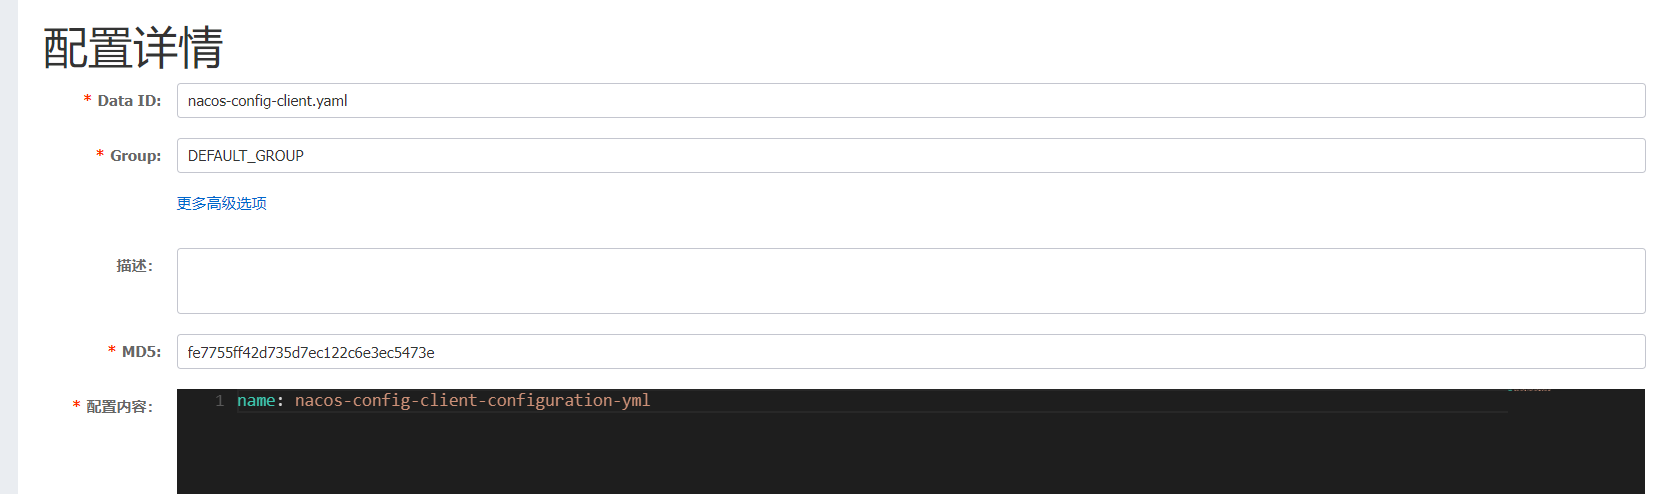 配置详情
* Data ID: nacos-config-client.yaml
* Group: DEFAULT_GROUP
更多高级选项
描述:
* MD5: fe7755ff42d735d7ec122c6e3ec5473e
* 配置内容: 1 name: nacos-config-client-configuration-yml